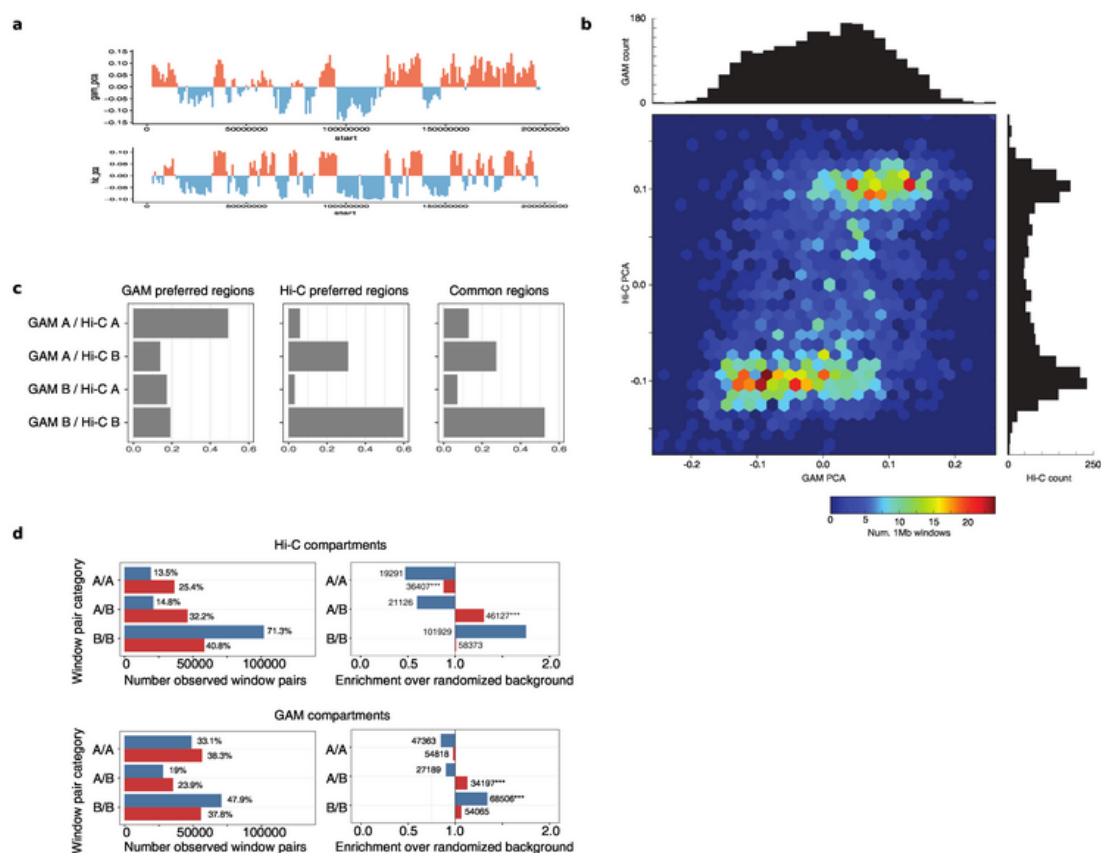 a
0.15
0.10
0.05
0.00
−0.05
−0.10
−0.15
gam_pca
0 50000000 100000000 150000000 200000000
start
0.10
0.05
0.00
−0.05
−0.10
hic_pca
0 50000000 100000000 150000000 200000000
start
b
180
0
GAM count
0.1
0.0
-0.1
Hi-C PCA
-0.2 -0.1 0.0 0.1 0.2
GAM PCA
0 250
Hi-C count
0 5 10 15 20
Num. 1Mb windows
c
GAM preferred regions Hi-C preferred regions Common regions
GAM A / Hi-C A
GAM A / Hi-C B
GAM B / Hi-C A
GAM B / Hi-C B
0.0 0.2 0.4 0.6 0.0 0.2 0.4 0.6 0.0 0.2 0.4 0.6
d
Hi-C compartments
Window pair category
A/A 13.5% 25.4%
A/B 14.8% 32.2%
B/B 71.3% 40.8%
0 50000 100000
Number observed window pairs
A/A 19291 36407***
A/B 21126 46127***
B/B 101929 58373
0.0 0.5 1.0 1.5 2.0
Enrichment over randomized background
GAM compartments
Window pair category
A/A 33.1% 38.3%
A/B 19% 23.9%
B/B 47.9% 37.8%
0 50000 100000
Number observed window pairs
A/A 47363 54818
A/B 27189 34197***
B/B 68506*** 54065
0.0 0.5 1.0 1.5 2.0
Enrichment over randomized background